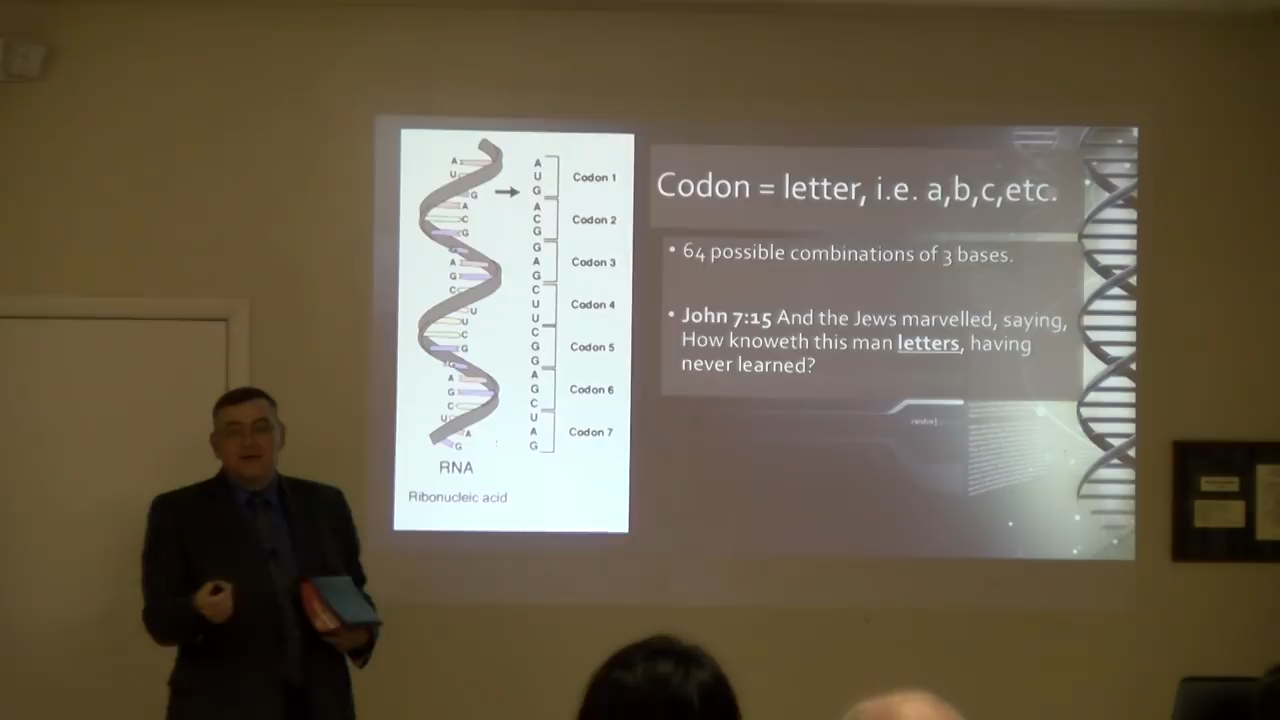 A
U
G
A
C
G
A
G
C
U
U
C
G
G
A
G
C
U
A
G
A
U
G
Codon 1
A
C
G
Codon 2
G
A
G
Codon 3
C
U
U
Codon 4
C
G
G
Codon 5
A
G
C
Codon 6
U
A
G
Codon 7
RNA
Ribonucleic acid
Codon = letter, i.e. a,b,c,etc.
• 64 possible combinations of 3 bases.
• John 7:15 And the Jews marvelled, saying,
How knoweth this man letters, having
never learned?